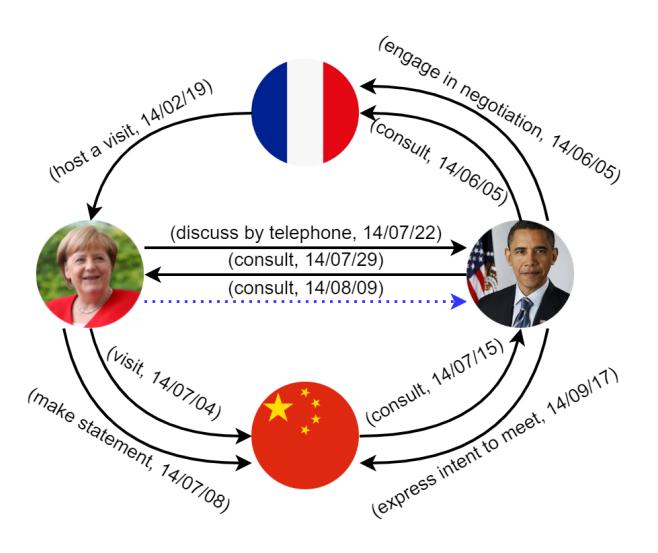 (engage in negotiation, 14/06/05)
(host a visit, 14/02/19)
(consult, 14/06/05)
(discuss by telephone, 14/07/22)
(consult, 14/07/29)
(consult, 14/08/09)
(visit, 14/07/04)
(consult, 14/07/15)
(make statement, 14/07/08)
(express intent to meet, 14/09/17)